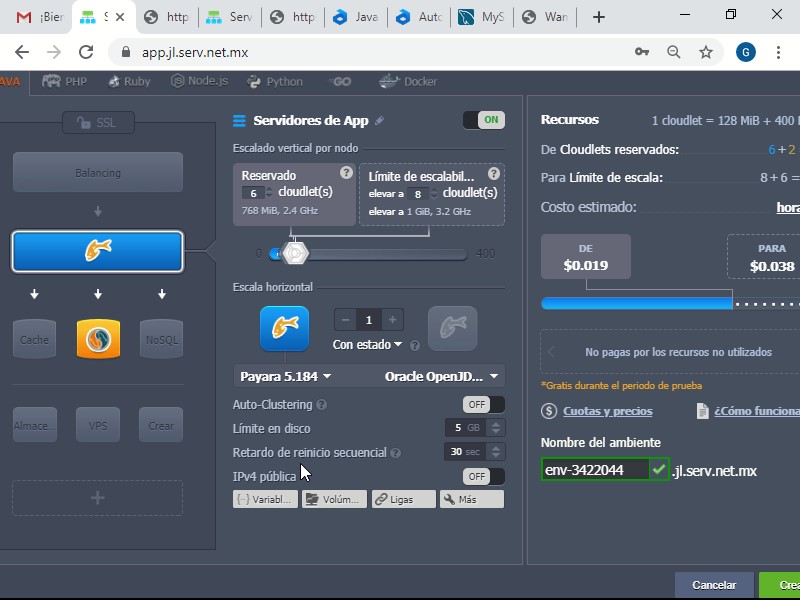 ¡Bier
http
Serv
http
Java
Auto
MyS
Wan
app.jl.serv.net.mx
G
AVA
PHP
Ruby
Node.js
Python
GO
Docker
SSL
Balancing
Cache
NoSQL
Almace...
VPS
Crear
Servidores de App
ON
Escalado vertical por nodo
Reservado
?
6 cloudlet(s)
768 MiB, 2.4 GHz
Límite de escalabil...
?
elevar a 8 cloudlet(s)
elevar a 1 GiB, 3.2 GHz
0
400
Escala horizontal
1
Con estado
?
Payara 5.184
Oracle OpenJD...
Auto-Clustering ?
OFF
Límite en disco
5 GB
Retardo de reinicio secuencial ?
30 sec
IPv4 pública
OFF
Variabl...
Volúm...
Ligas
Más
Recursos
1 cloudlet = 128 MiB + 400 
De Cloudlets reservados:
6 + 2
Para Límite de escala:
8 + 6 =
Costo estimado:
hora
DE
$0.019
PARA
$0.038
No pagas por los recursos no utilizados
*Gratis durante el periodo de prueba
Cuotas y precios
¿Cómo funciona
Nombre del ambiente
env-3422044 .jl.serv.net.mx
Cancelar
Crea